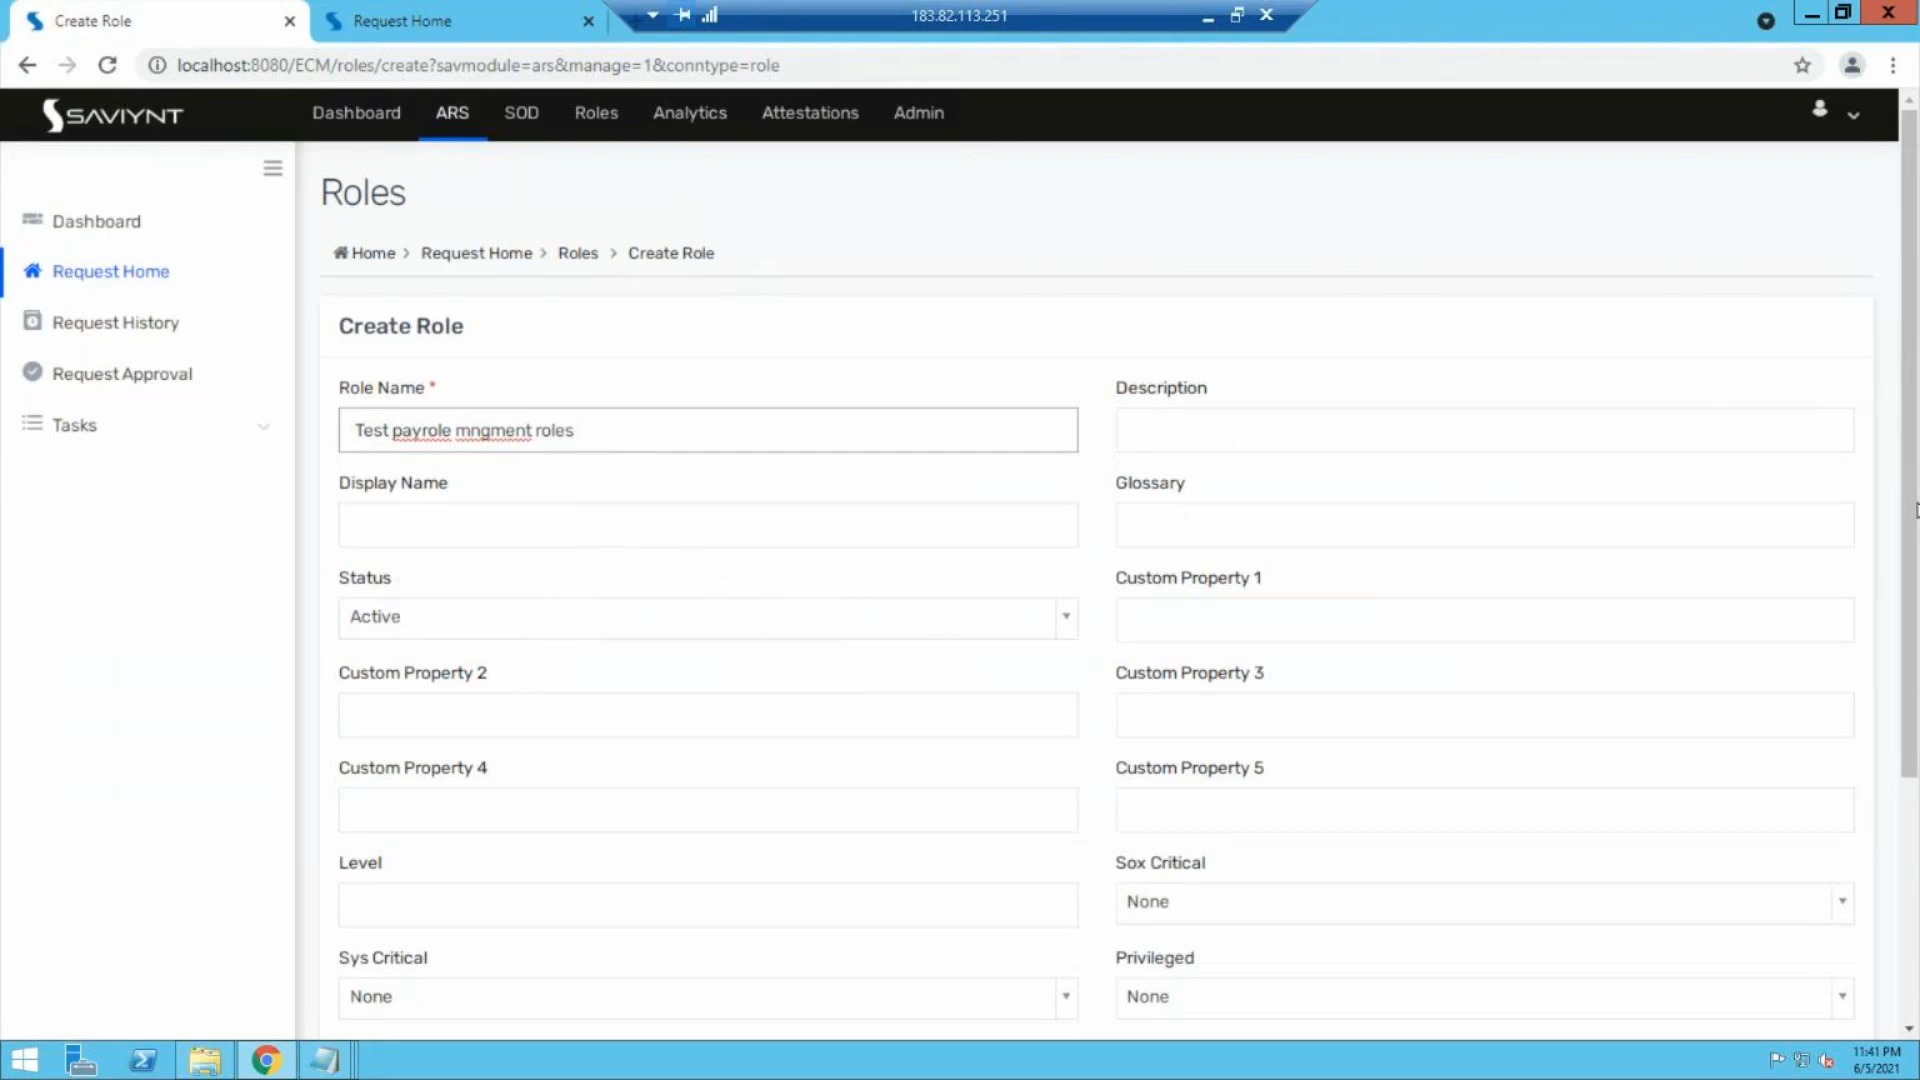 Create Role
Request Home
183.82.113.251
localhost:8080/ECM/roles/create?savmodule=ars&manage=1&conntype=role
SAVIYNT
Dashboard
ARS
SOD
Roles
Analytics
Attestations
Admin
Dashboard
Request Home
Request History
Request Approval
Tasks
Roles
Home > Request Home > Roles > Create Role
Create Role
Role Name *
Test payrole mngment roles
Description
Display Name
Glossary
Status
Active
Custom Property 1
Custom Property 2
Custom Property 3
Custom Property 4
Custom Property 5
Level
Sox Critical
None
Sys Critical
None
Privileged
None
11:41 PM
6/5/2021